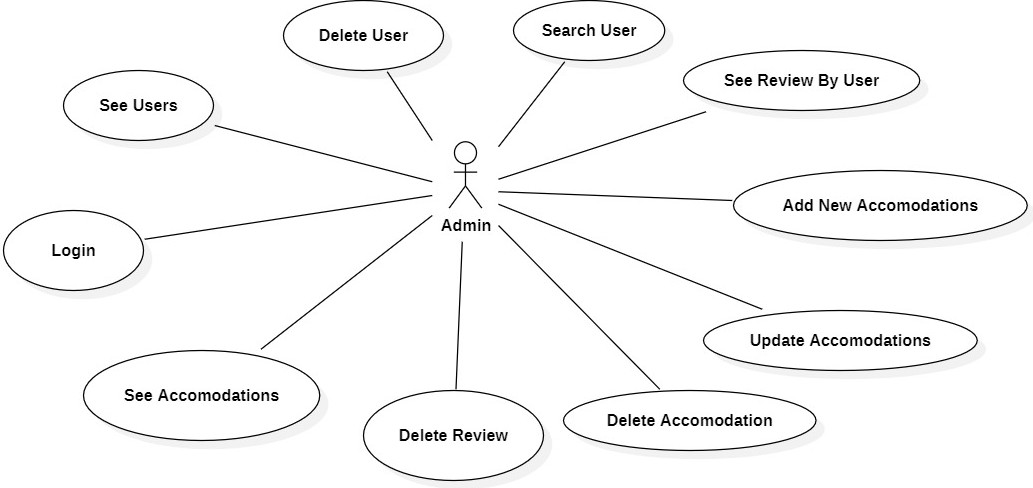 Delete User
Search User
See Users
See Review By User
Admin
Add New Accomodations
Login
Update Accomodations
See Accomodations
Delete Review
Delete Accomodation